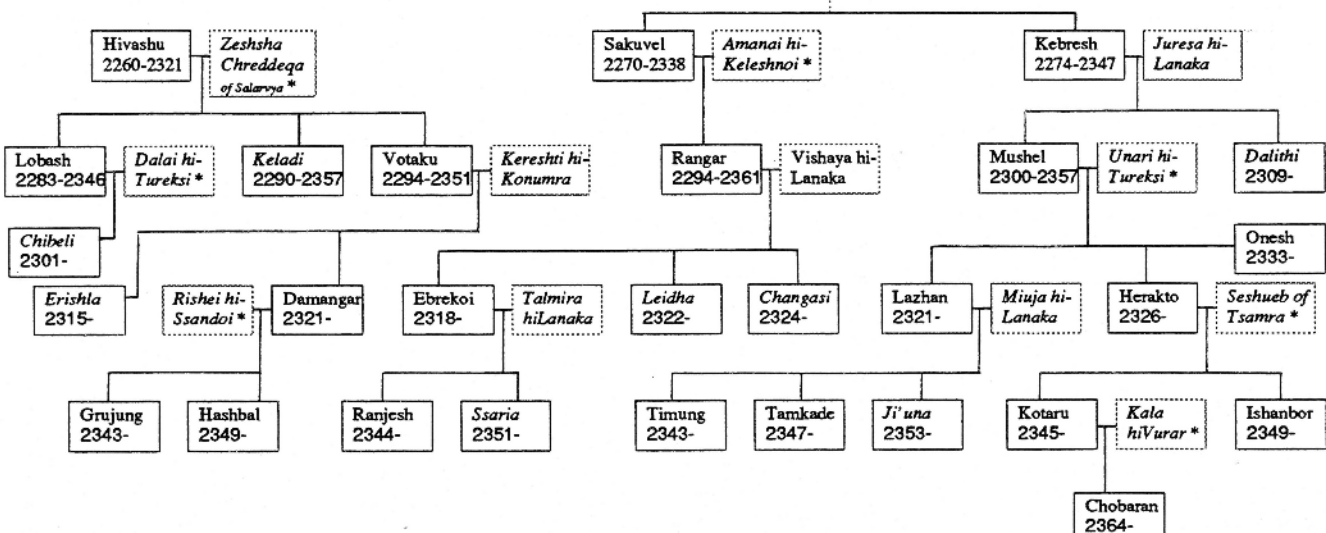 Hivashu
2260-2321
Zeshsha
Chreddeqa
of Salarvya *
Sakuvel
2270-2338
Amanai hi-
Keleshnoi *
Kebresh
2274-2347
Juresa hi-
Lanaka
Lobash
2283-2346
Dalai hi-
Tureksi *
Keladi
2290-2357
Votaku
2294-2351
Kereshti hi-
Konumra
Rangar
2294-2361
Vishaya hi-
Lanaka
Mushel
2300-2357
Unari hi-
Tureksi *
Dalithi
2309-
Chibeli
2301-
Onesh
2333-
Erishla
2315-
Rishei hi-
Ssandoi *
Damangar
2321-
Ebrekoi
2318-
Talmira
hiLanaka
Leidha
2322-
Changasi
2324-
Lazhan
2321-
Miuja hi-
Lanaka
Herakto
2326-
Seshueb of
Tsamra *
Grujung
2343-
Hashbal
2349-
Ranjesh
2344-
Ssaria
2351-
Timung
2343-
Tamkade
2347-
Ji'una
2353-
Kotaru
2345-
Kala
hiVurar *
Ishanbor
2349-
Chobaran
2364-